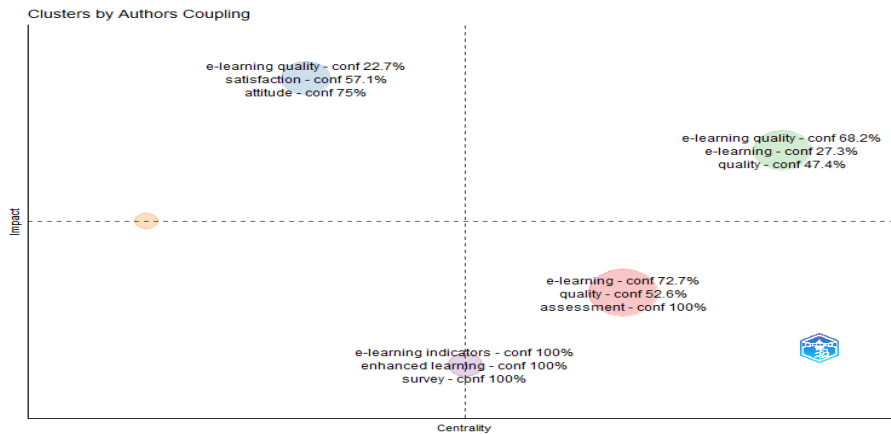 Clusters by Authors Coupling
e-learning quality - conf 22.7%
satisfaction - conf 57.1%
attitude - conf 75%
e-learning quality - conf 68.2%
e-learning - conf 27.3%
quality - conf 47.4%
Impact
e-learning - conf 72.7%
quality - conf 52.6%
assessment - conf 100%
e-learning indicators - conf 100%
enhanced learning - conf 100%
survey - conf 100%
Centrality